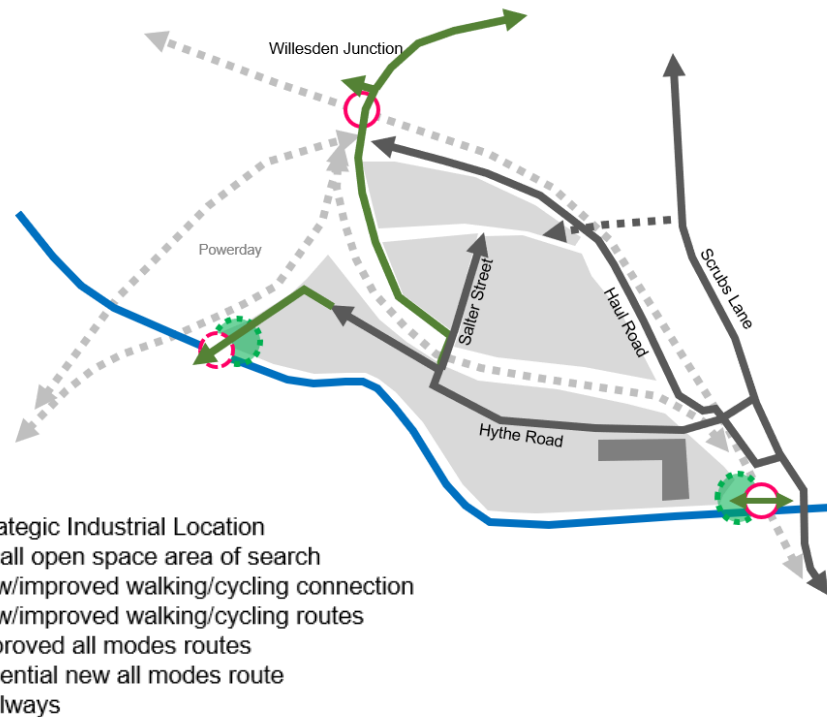 Willesden Junction
Powerday
Salter Street
Scrubs Lane
Haul Road
Hythe Road
ategic Industrial Location
all open space area of search
w/improved walking/cycling connection
w/improved walking/cycling routes
proved all modes routes
ential new all modes route
lways